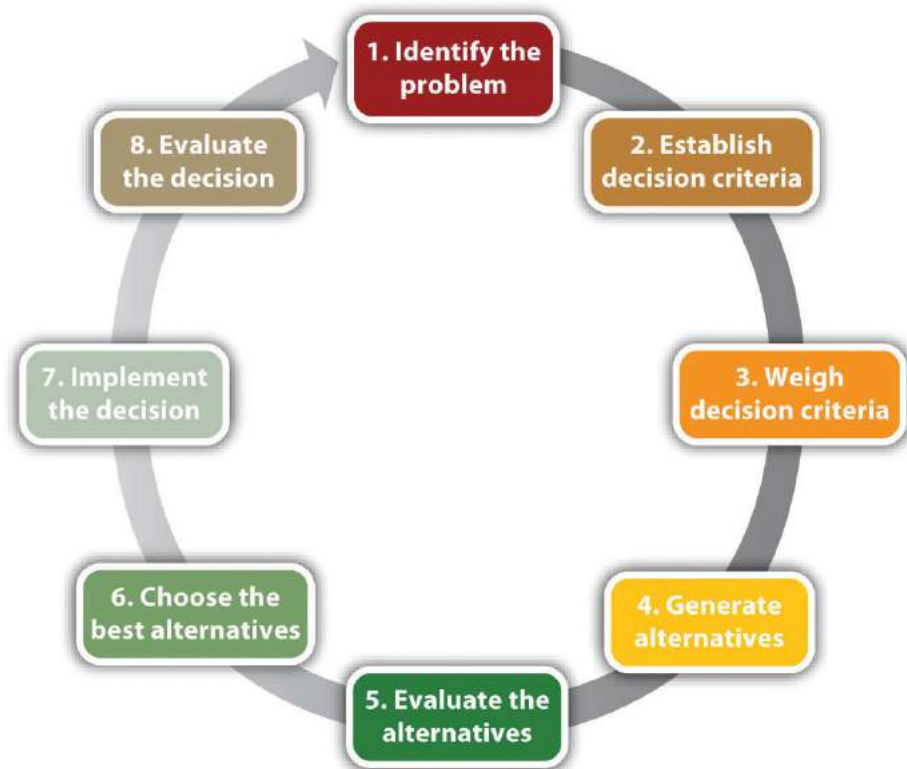 1. Identify the
problem
2. Establish
decision criteria
3. Weigh
decision criteria
4. Generate
alternatives
5. Evaluate the
alternatives
6. Choose the
best alternatives
7. Implement
the decision
8. Evaluate
the decision